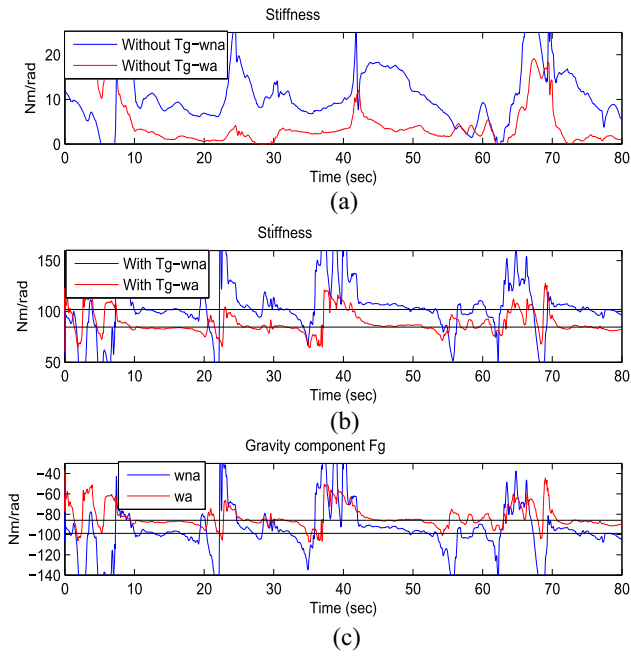 Stiffness
Without Tg-wna
Without Tg-wa
Nm/rad
20
10
0
0 10 20 30 40 50 60 70 80
Time (sec)
(a)
Stiffness
With Tg-wna
With Tg-wa
Nm/rad
150
100
50
0 10 20 30 40 50 60 70 80
Time (sec)
(b)
Gravity component Fg
wna
wa
Nm/rad
-40
-60
-80
-100
-120
-140
0 10 20 30 40 50 60 70 80
Time (sec)
(c)